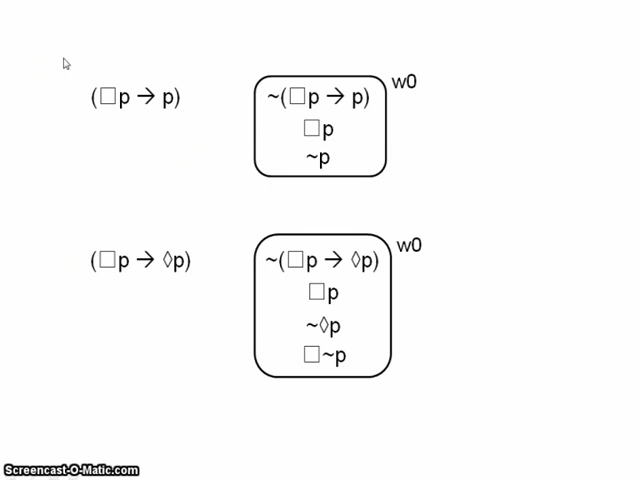 (□p → p)
~(□p → p)
w0
□p
~p
(□p → ◊p)
~(□p → ◊p)
w0
□p
~◊p
□~p
Screencast-O-Matic.com